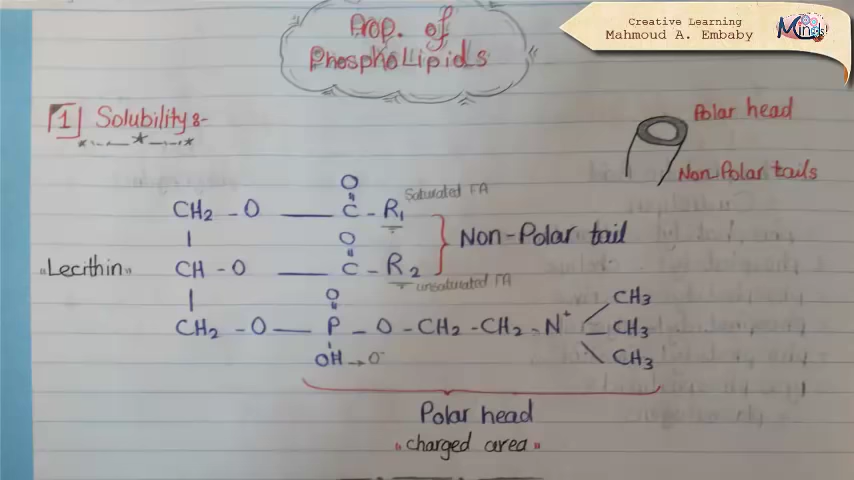 Creative Learning
Mahmoud A. Embaby
Minds
Prop. of
Phospholipids
[1] Solubility :-
Polar head
Non-Polar tails
CH2 - O — C - R1 Saturated FA
O
O
Non-Polar tail
"Lecithin" CH - O — C - R2 unsaturated FA
O
CH2 - O — P - O - CH2 - CH2 - N+ CH3
CH3
CH3
OH → O-
Polar head
"charged area"